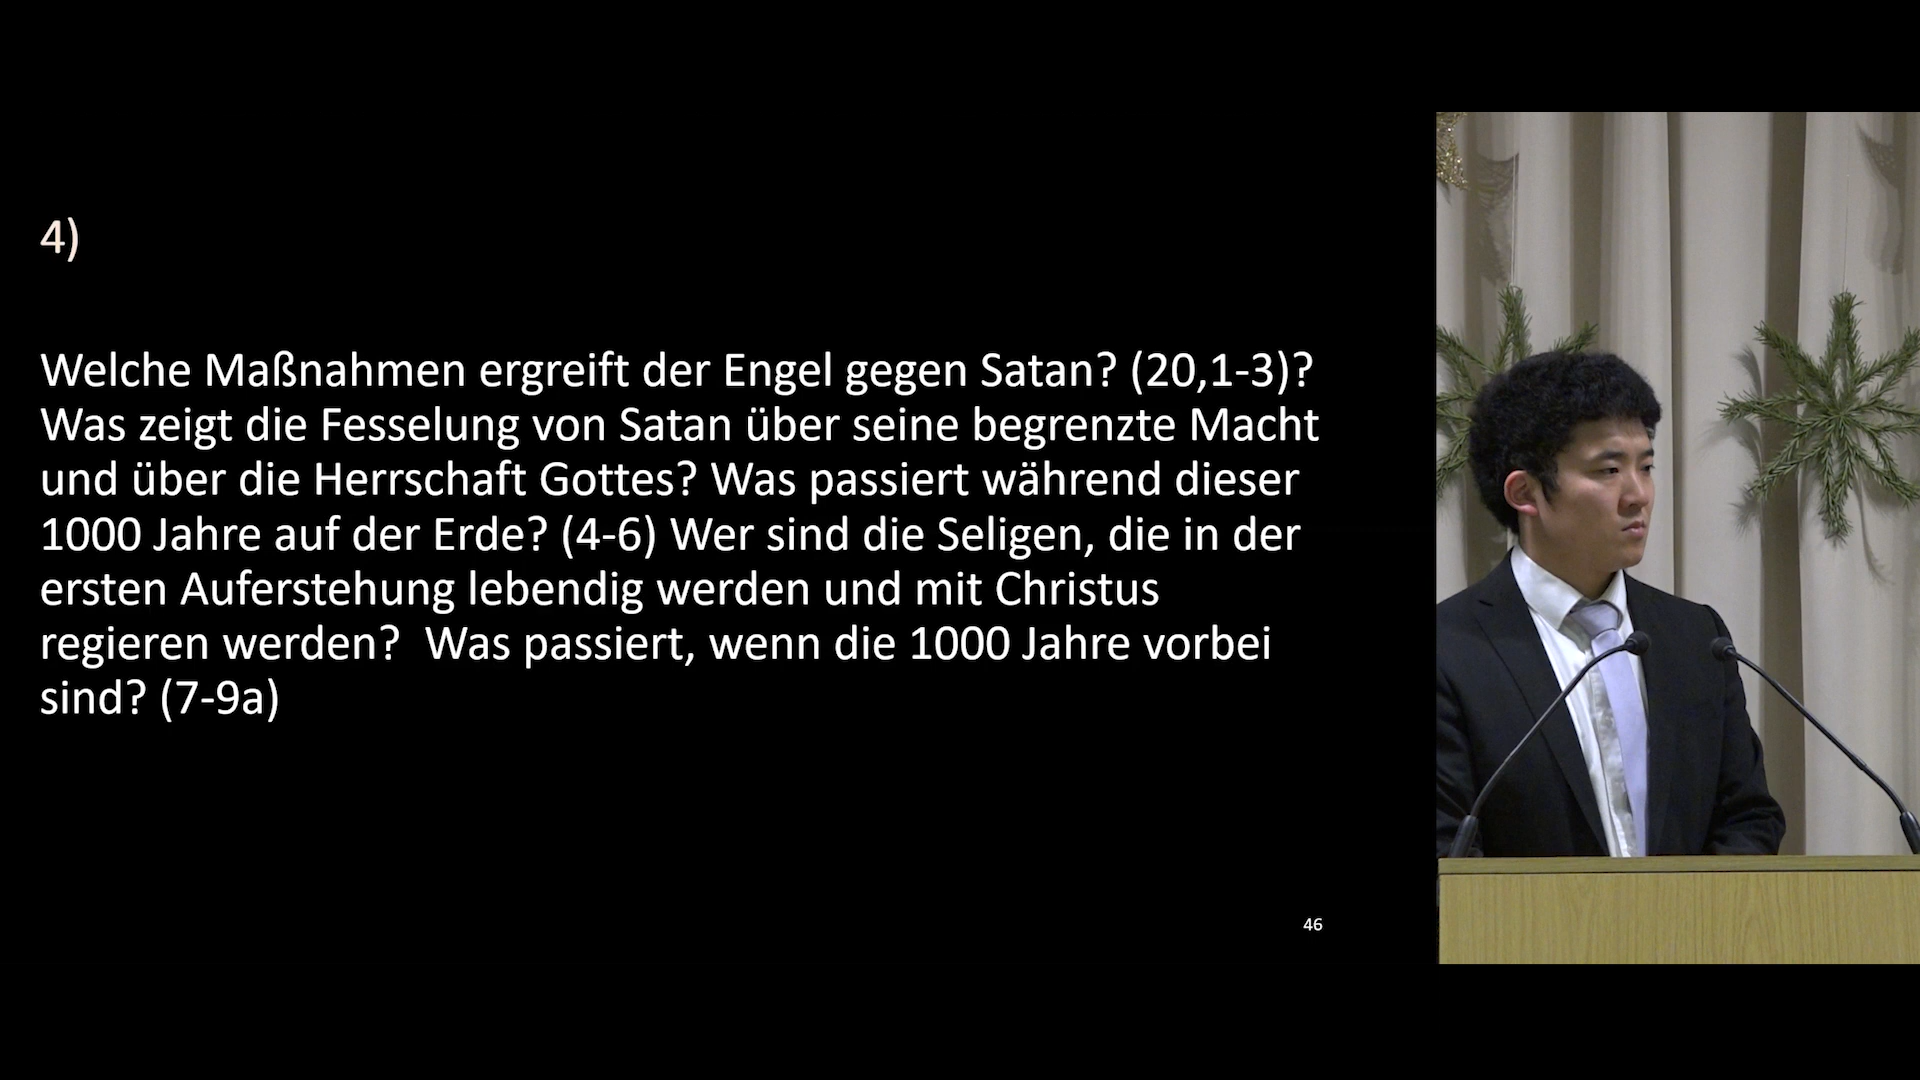 4)
Welche Maßnahmen ergreift der Engel gegen Satan? (20,1-3)?
Was zeigt die Fesselung von Satan über seine begrenzte Macht
und über die Herrschaft Gottes? Was passiert während dieser
1000 Jahre auf der Erde? (4-6) Wer sind die Seligen, die in der
ersten Auferstehung lebendig werden und mit Christus
regieren werden?  Was passiert, wenn die 1000 Jahre vorbei
sind? (7-9a)
46